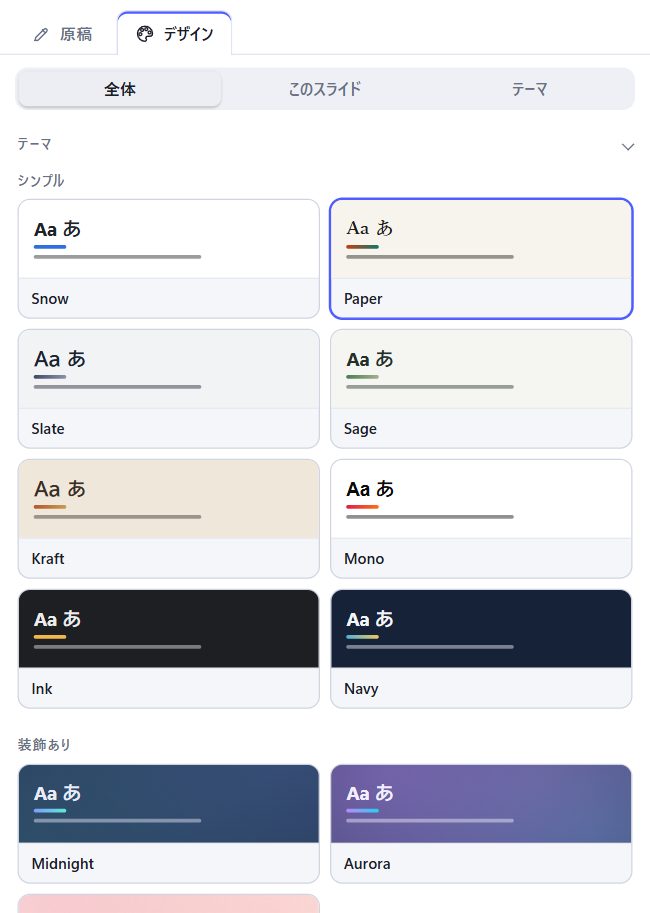 原稿
デザイン
全体
このスライド
テーマ
テーマ
シンプル
Aa あ
Snow
Aa あ
Paper
Aa あ
Slate
Aa あ
Sage
Aa あ
Kraft
Aa あ
Mono
Aa あ
Ink
Aa あ
Navy
装飾あり
Aa あ
Midnight
Aa あ
Aurora